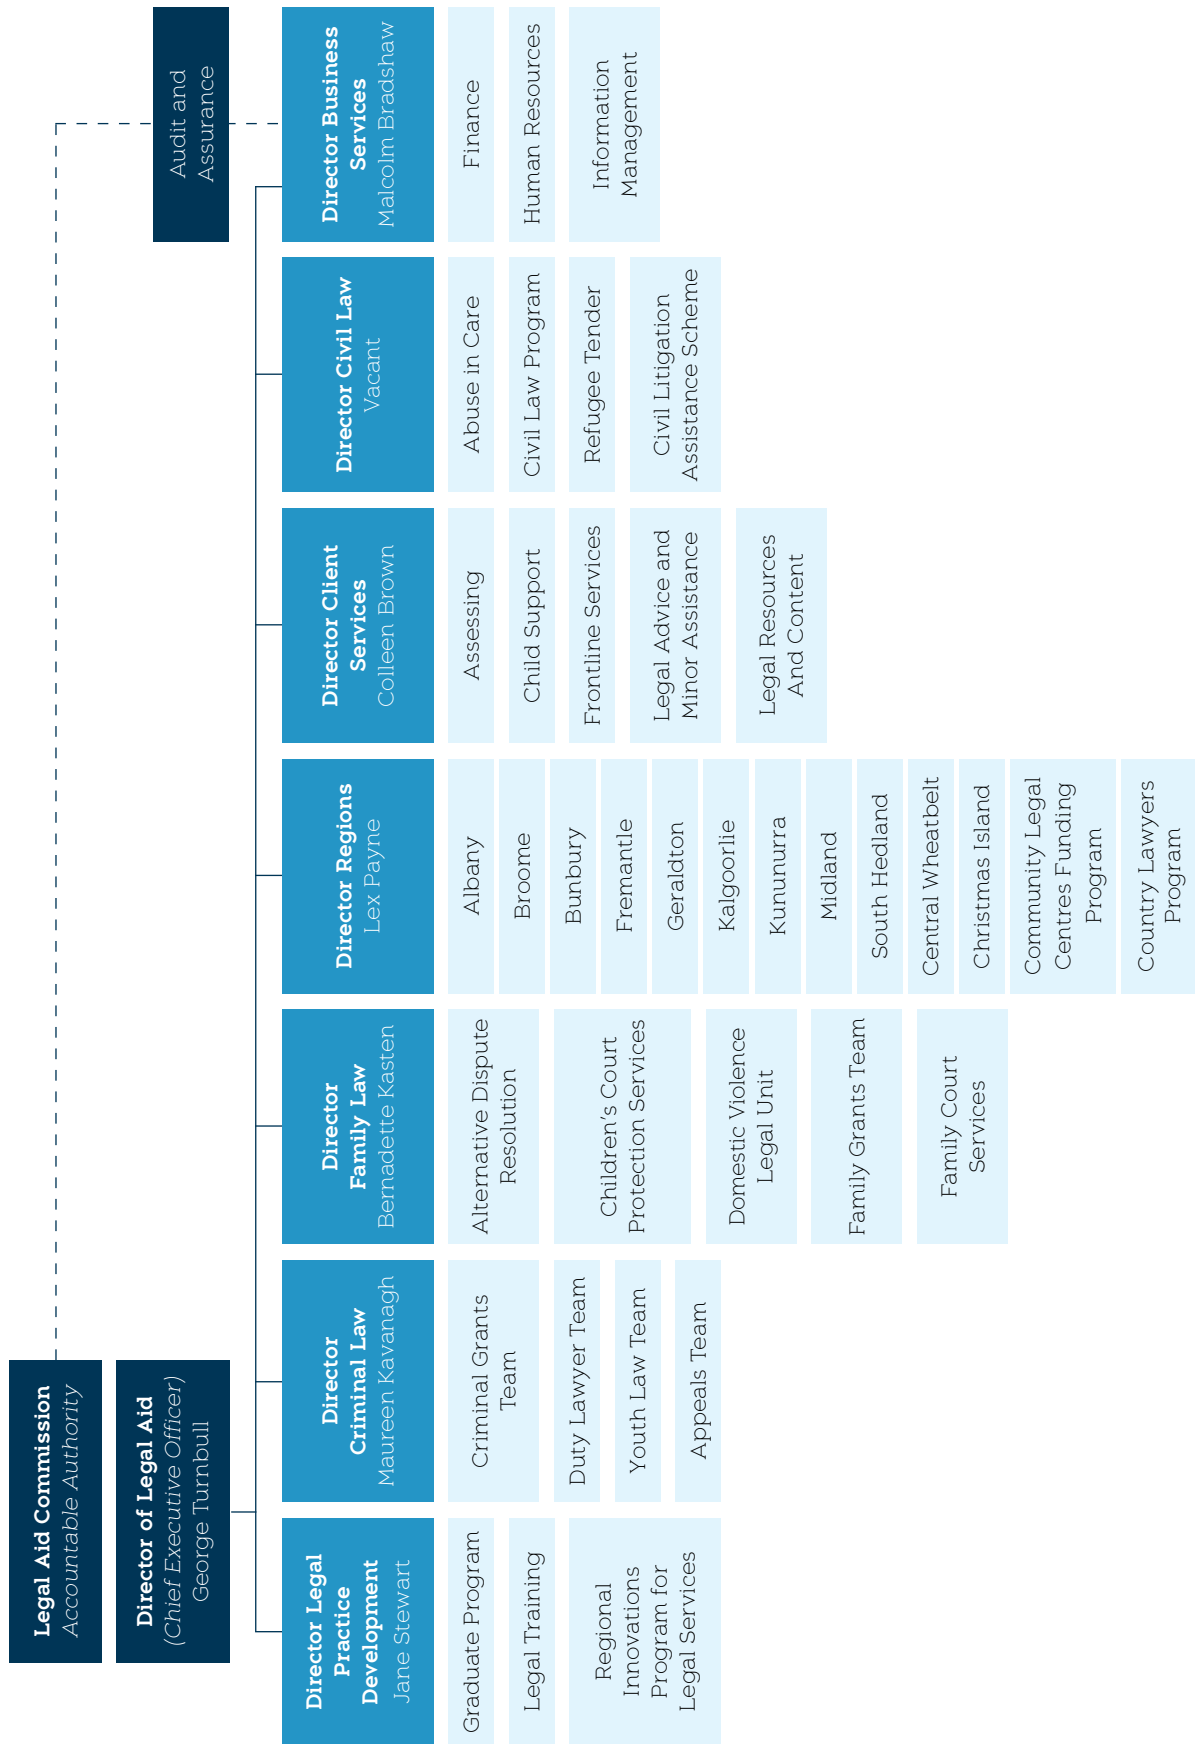 Legal Aid Commission
Accountable Authority
Director of Legal Aid
(Chief Executive Officer)
George Turnbull
Audit and
Assurance
Director Legal
Practice
Development
Jane Stewart
Graduate Program
Legal Training
Regional
Innovations
Program for
Legal Services
Director
Criminal Law
Maureen Kavanagh
Criminal Grants
Team
Duty Lawyer Team
Youth Law Team
Appeals Team
Director
Family Law
Bernadette Kasten
Alternative Dispute
Resolution
Children's Court
Protection Services
Domestic Violence
Legal Unit
Family Grants Team
Family Court
Services
Director Regions
Lex Payne
Albany
Broome
Bunbury
Fremantle
Geraldton
Kalgoorlie
Kununurra
Midland
South Hedland
Central Wheatbelt
Christmas Island
Community Legal
Centres Funding
Program
Country Lawyers
Program
Director Client
Services
Colleen Brown
Assessing
Child Support
Frontline Services
Legal Advice and
Minor Assistance
Legal Resources
And Content
Director Civil Law
Vacant
Abuse in Care
Civil Law Program
Refugee Tender
Civil Litigation
Assistance Scheme
Director Business
Services
Malcolm Bradshaw
Finance
Human Resources
Information
Management